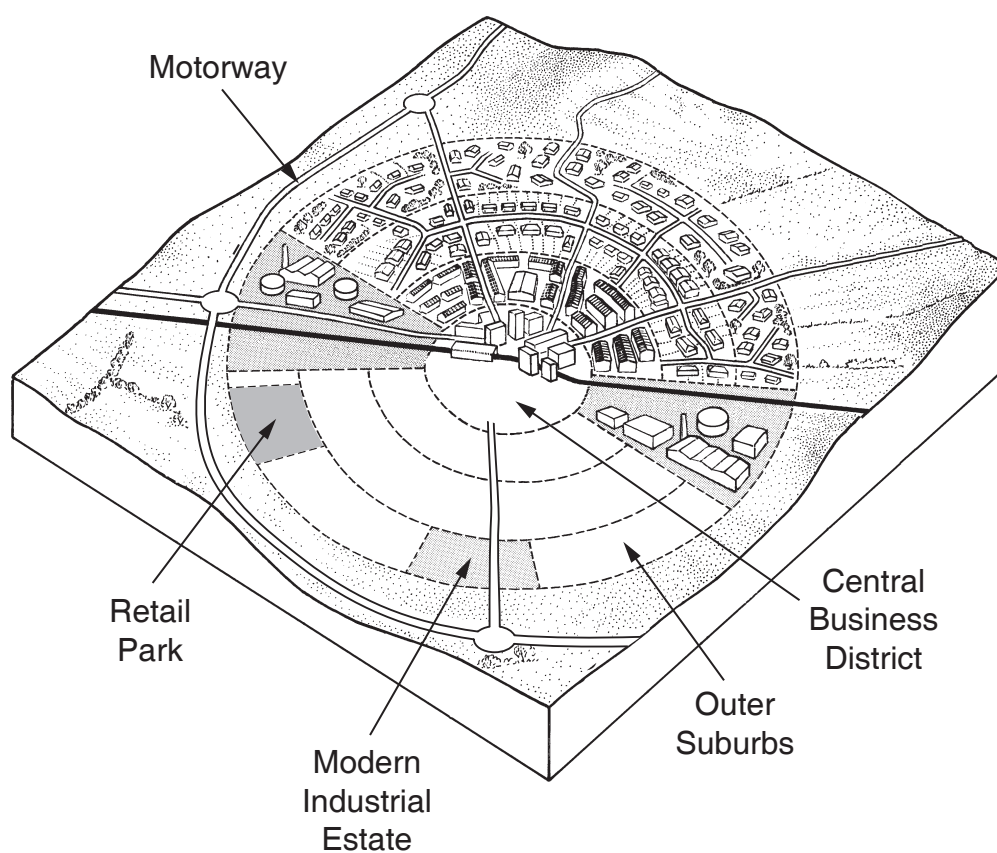 Motorway
Retail
Park
Modern
Industrial
Estate
Outer
Suburbs
Central
Business
District